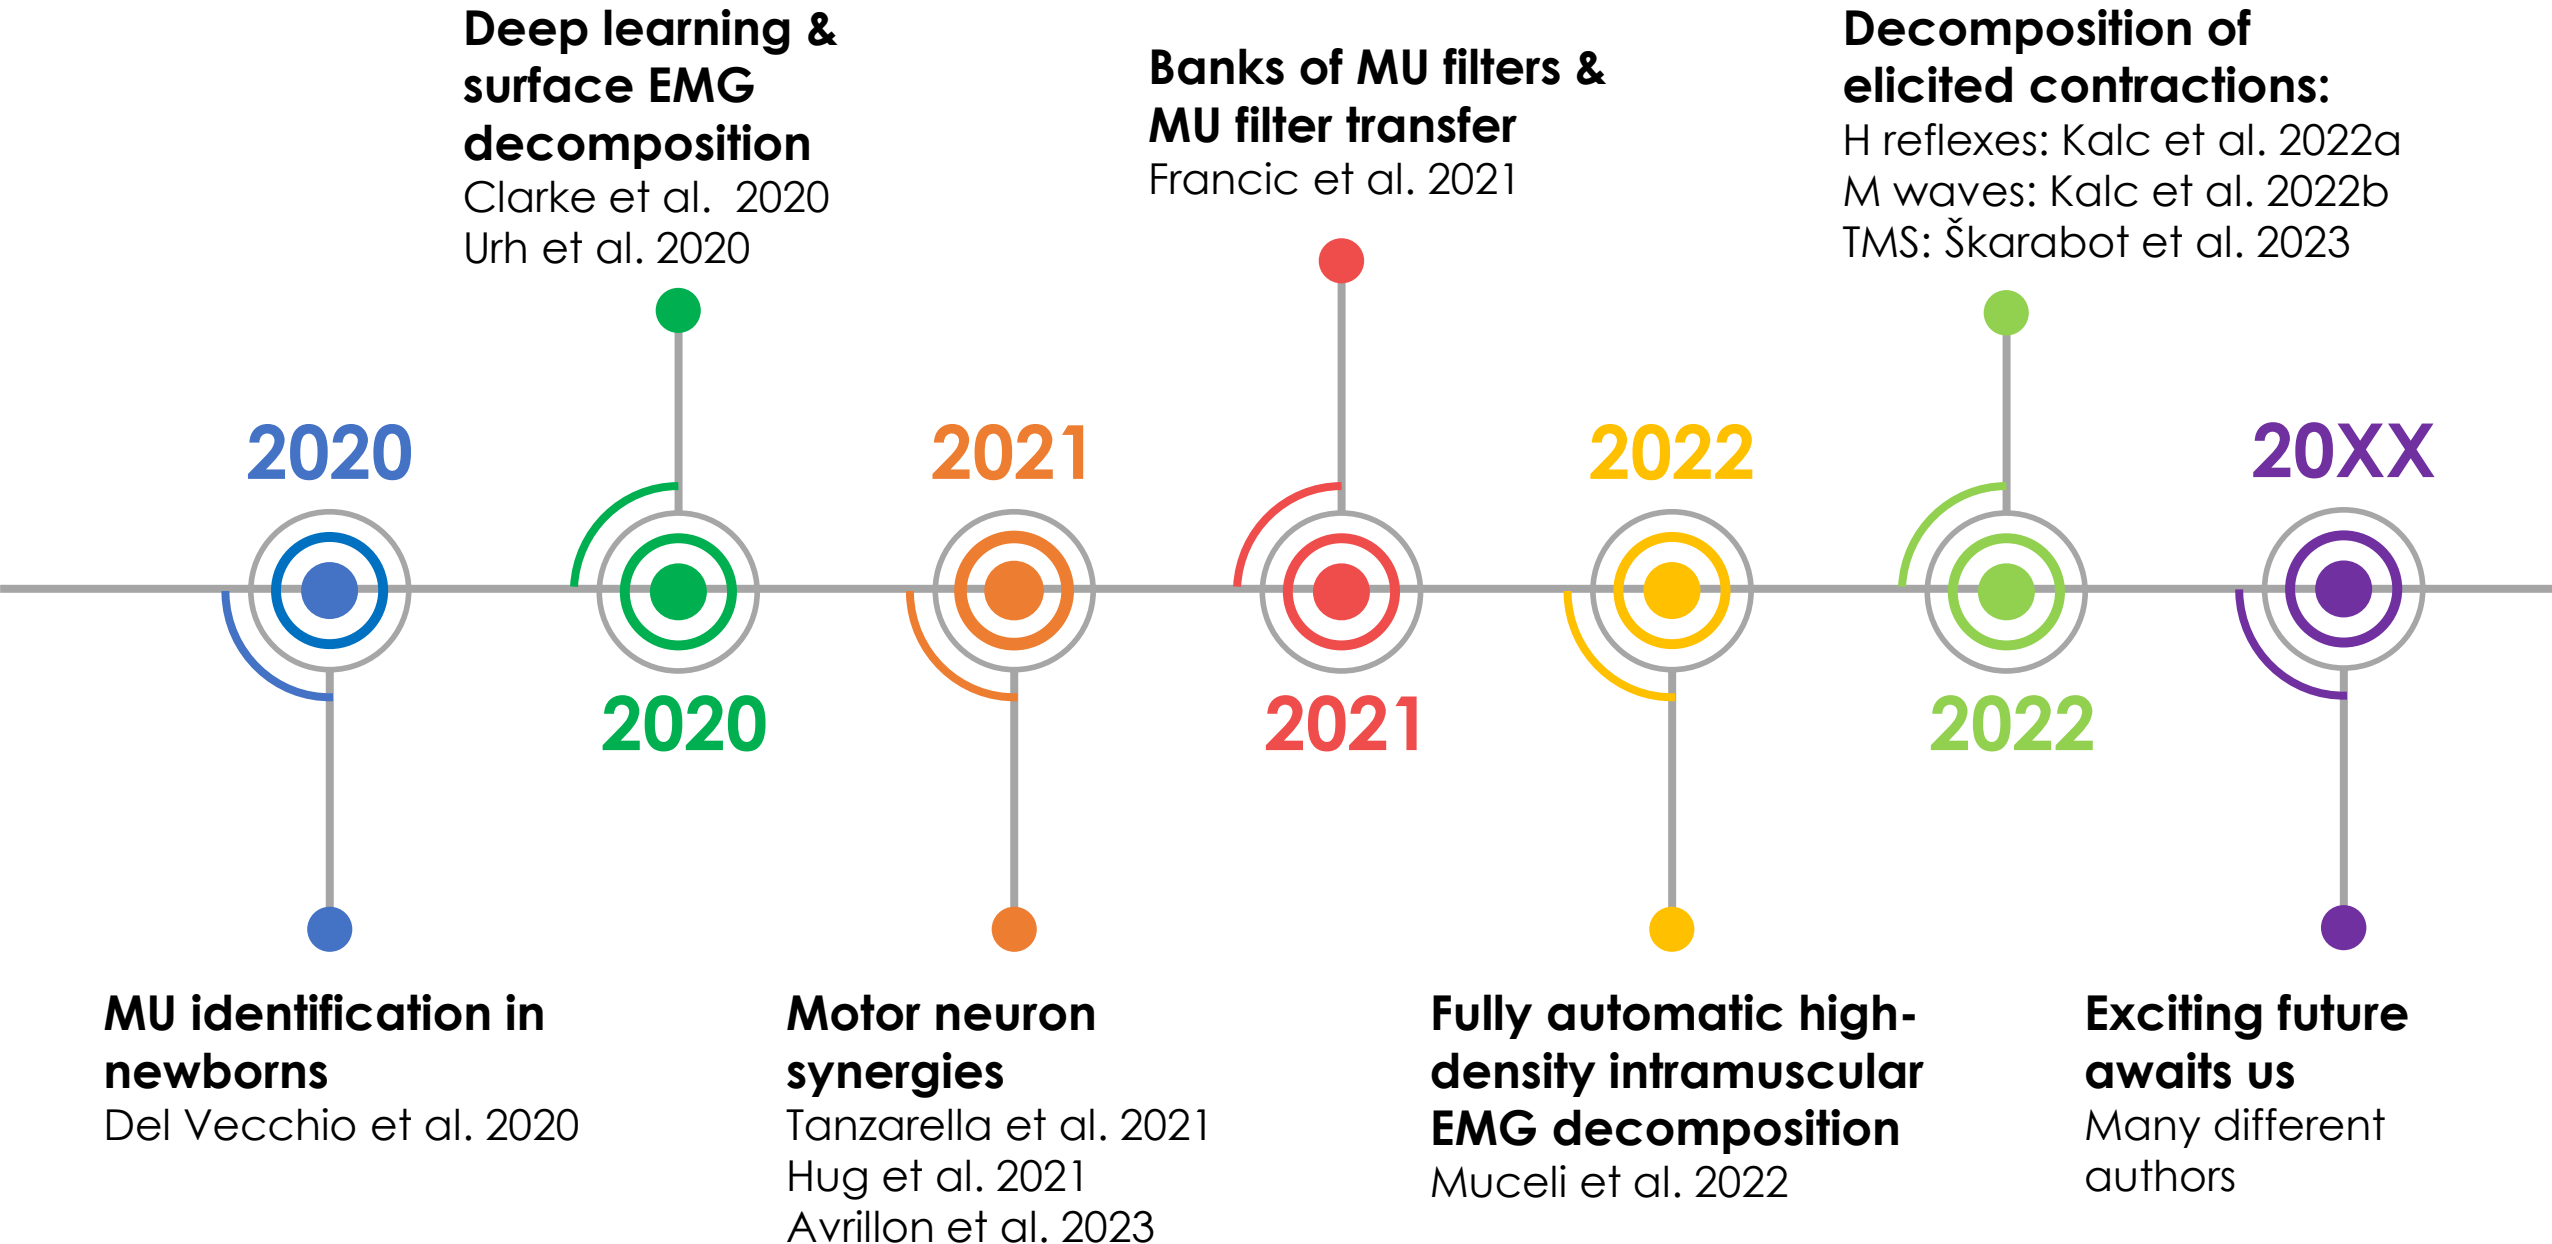 Deep learning &
surface EMG
decomposition
Clarke et al.  2020
Urh et al. 2020
Banks of MU filters &
MU filter transfer
Francic et al. 2021
Decomposition of
elicited contractions:
H reflexes: Kalc et al. 2022a
M waves: Kalc et al. 2022b
TMS: Škarabot et al. 2023
2020
2021
2022
20XX
2020
2021
2022
MU identification in
newborns
Del Vecchio et al. 2020
Motor neuron
synergies
Tanzarella et al. 2021
Hug et al. 2021
Avrillon et al. 2023
Fully automatic high-
density intramuscular
EMG decomposition
Muceli et al. 2022
Exciting future
awaits us
Many different
authors